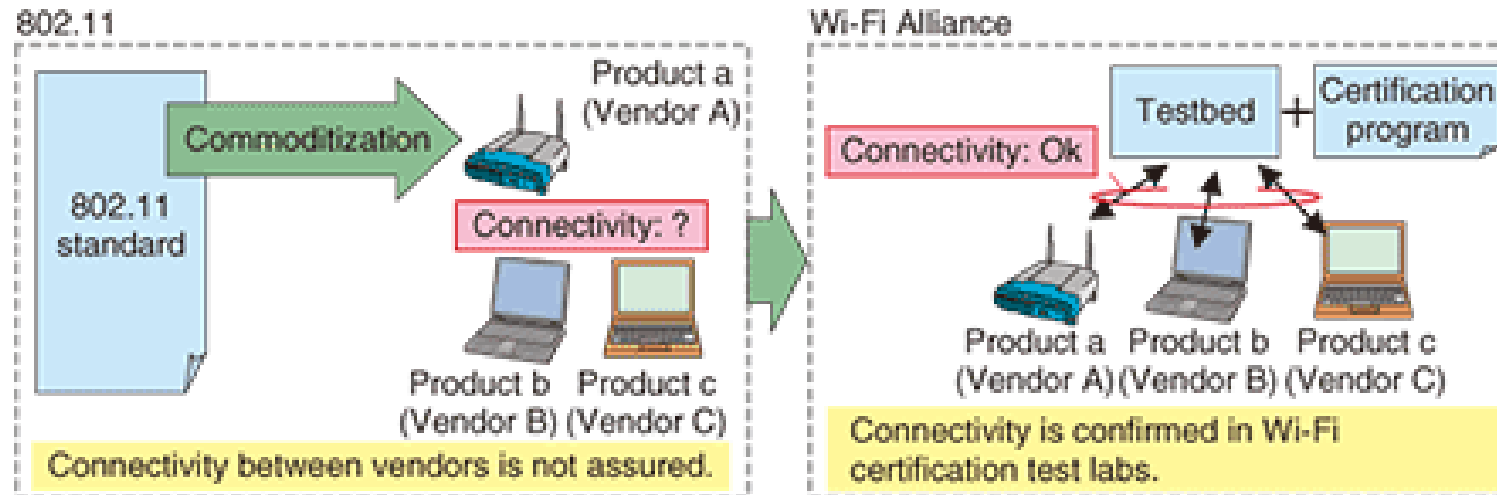 802.11
802.11
standard
Commoditization
Product a
(Vendor A)
Connectivity: ?
Product b
(Vendor B)
Product c
(Vendor C)
Connectivity between vendors is not assured.
Wi-Fi Alliance
Testbed
+
Certification
program
Connectivity: Ok
Product a
(Vendor A)
Product b
(Vendor B)
Product c
(Vendor C)
Connectivity is confirmed in Wi-Fi
certification test labs.